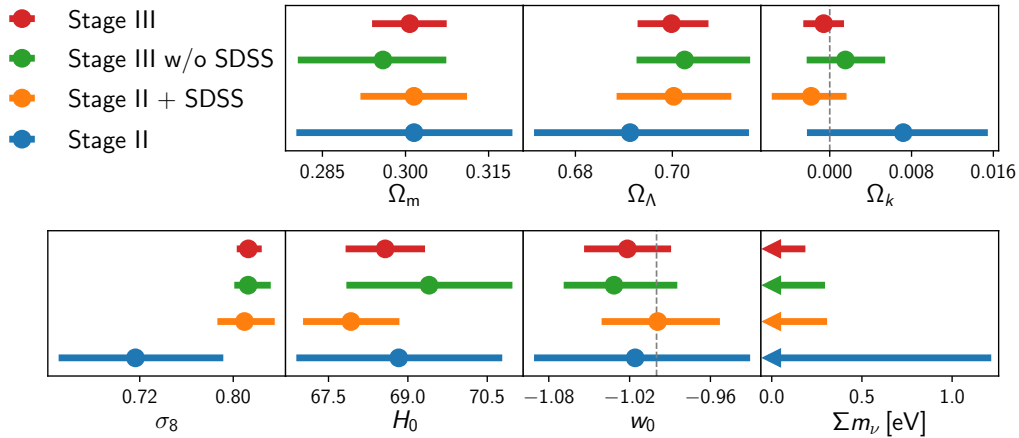 Stage III
Stage III w/o SDSS
Stage II + SDSS
Stage II
0.285 0.300 0.315
Ωm
0.68 0.70
ΩΛ
0.000 0.008 0.016
Ωk
0.72 0.80
σ8
67.5 69.0 70.5
H0
−1.08 −1.02 −0.96
w0
0.0 0.5 1.0
Σmν [eV]